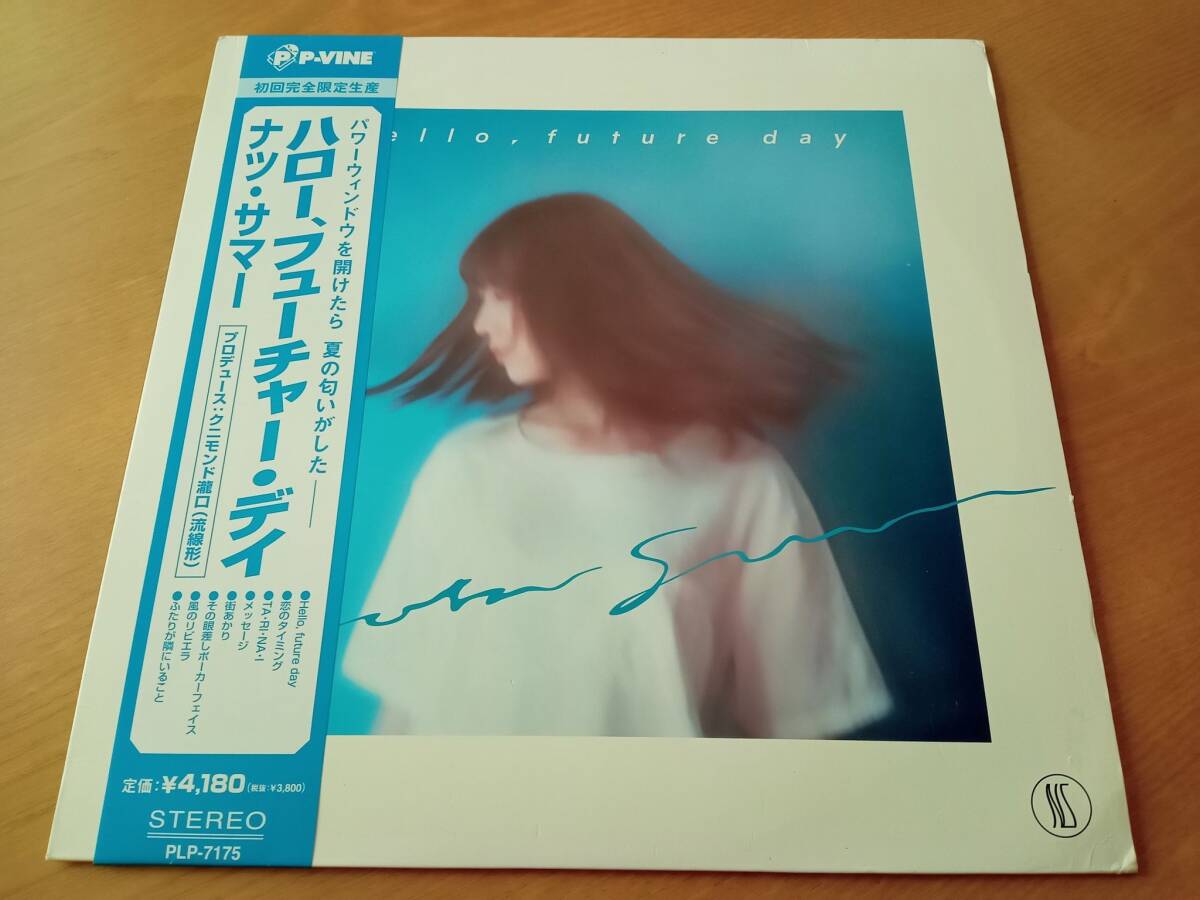 P-VINE
初回完全限定生産
パワーウィンドウを開けたら 夏の匂いがした――
ハロー、フューチャー・デイ
ナツ・サマー
プロデュース：クニモンド瀧口（流線形）
●Hello, future day
●恋のタイミング
●TA・RI・NA・I
●メッセージ
●街あかり
●その眼差しポーカーフェイス
●風のリビエラ
●ふたりが隣にいること
定価：¥4,180（税抜：¥3,800）
STEREO
PLP-7175
ello, future day
Summer
NS